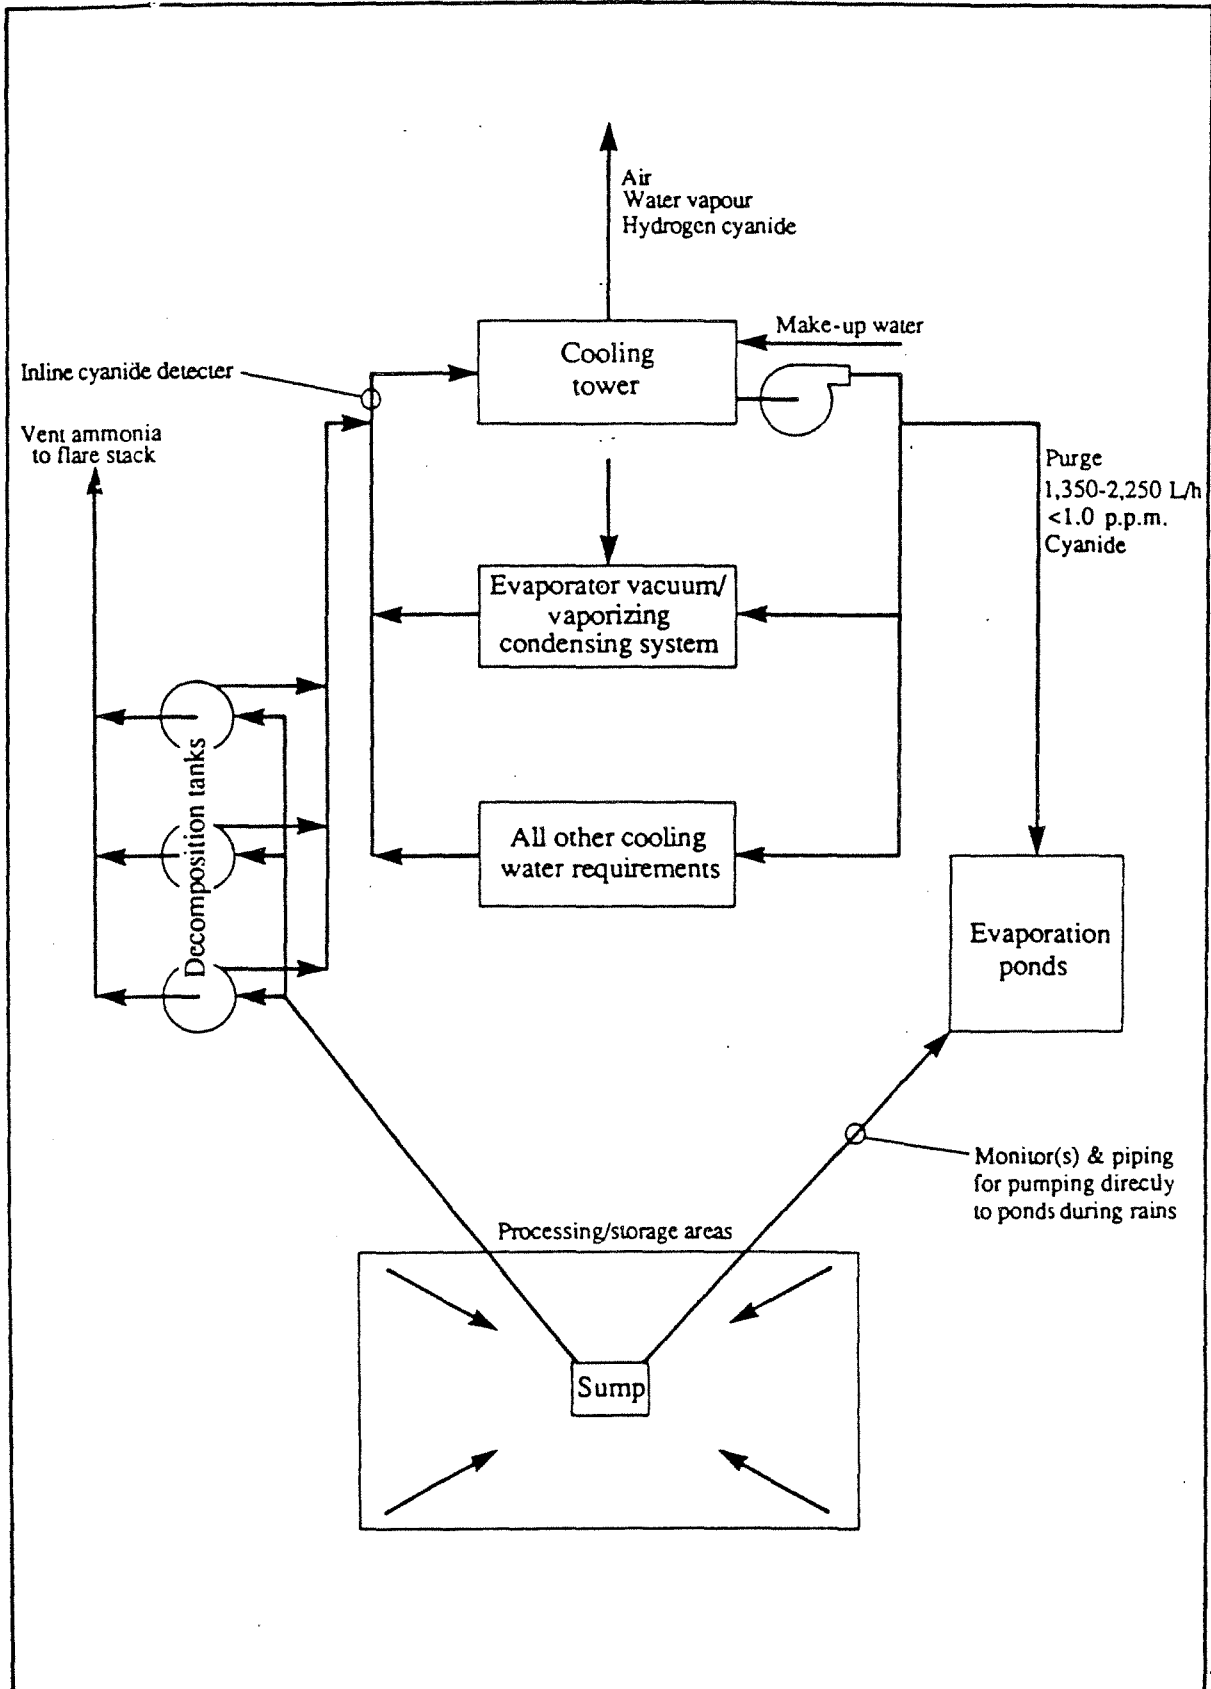 Air
Water vapour
Hydrogen cyanide
Make-up water
Cooling
tower
Inline cyanide detecter
Vent ammonia
to flare stack
Purge
1,350-2,250 L/h
<1.0 p.p.m.
Cyanide
Evaporator vacuum/
vaporizing
condensing system
Decomposition tanks
All other cooling
water requirements
Evaporation
ponds
Monitor(s) & piping
for pumping directly
to ponds during rains
Processing/storage areas
Sump